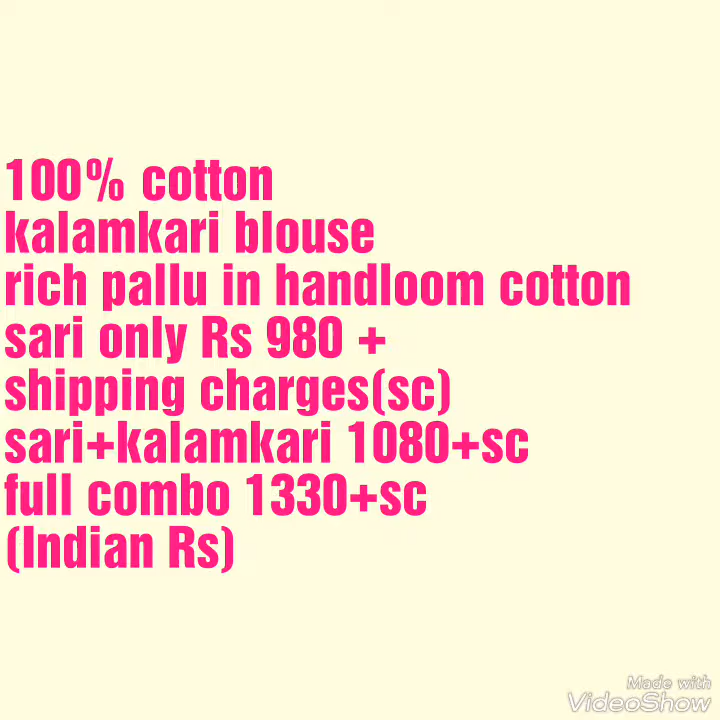 100% cotton
kalamkari blouse
rich pallu in handloom cotton
sari only Rs 980 +
shipping charges(sc)
sari+kalamkari 1080+sc
full combo 1330+sc
(Indian Rs)
Made with
VideoShow